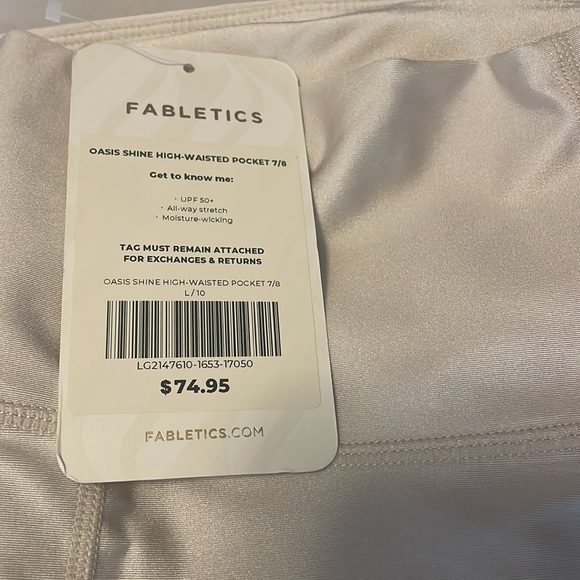 FABLETICS
OASIS SHINE HIGH-WAISTED POCKET 7/8
Get to know me:
· UPF 50+
· All-way stretch
· Moisture-wicking
TAG MUST REMAIN ATTACHED
FOR EXCHANGES & RETURNS
OASIS SHINE HIGH-WAISTED POCKET 7/8
L / 10
LG2147610-1653-17050
$74.95
FABLETICS.COM